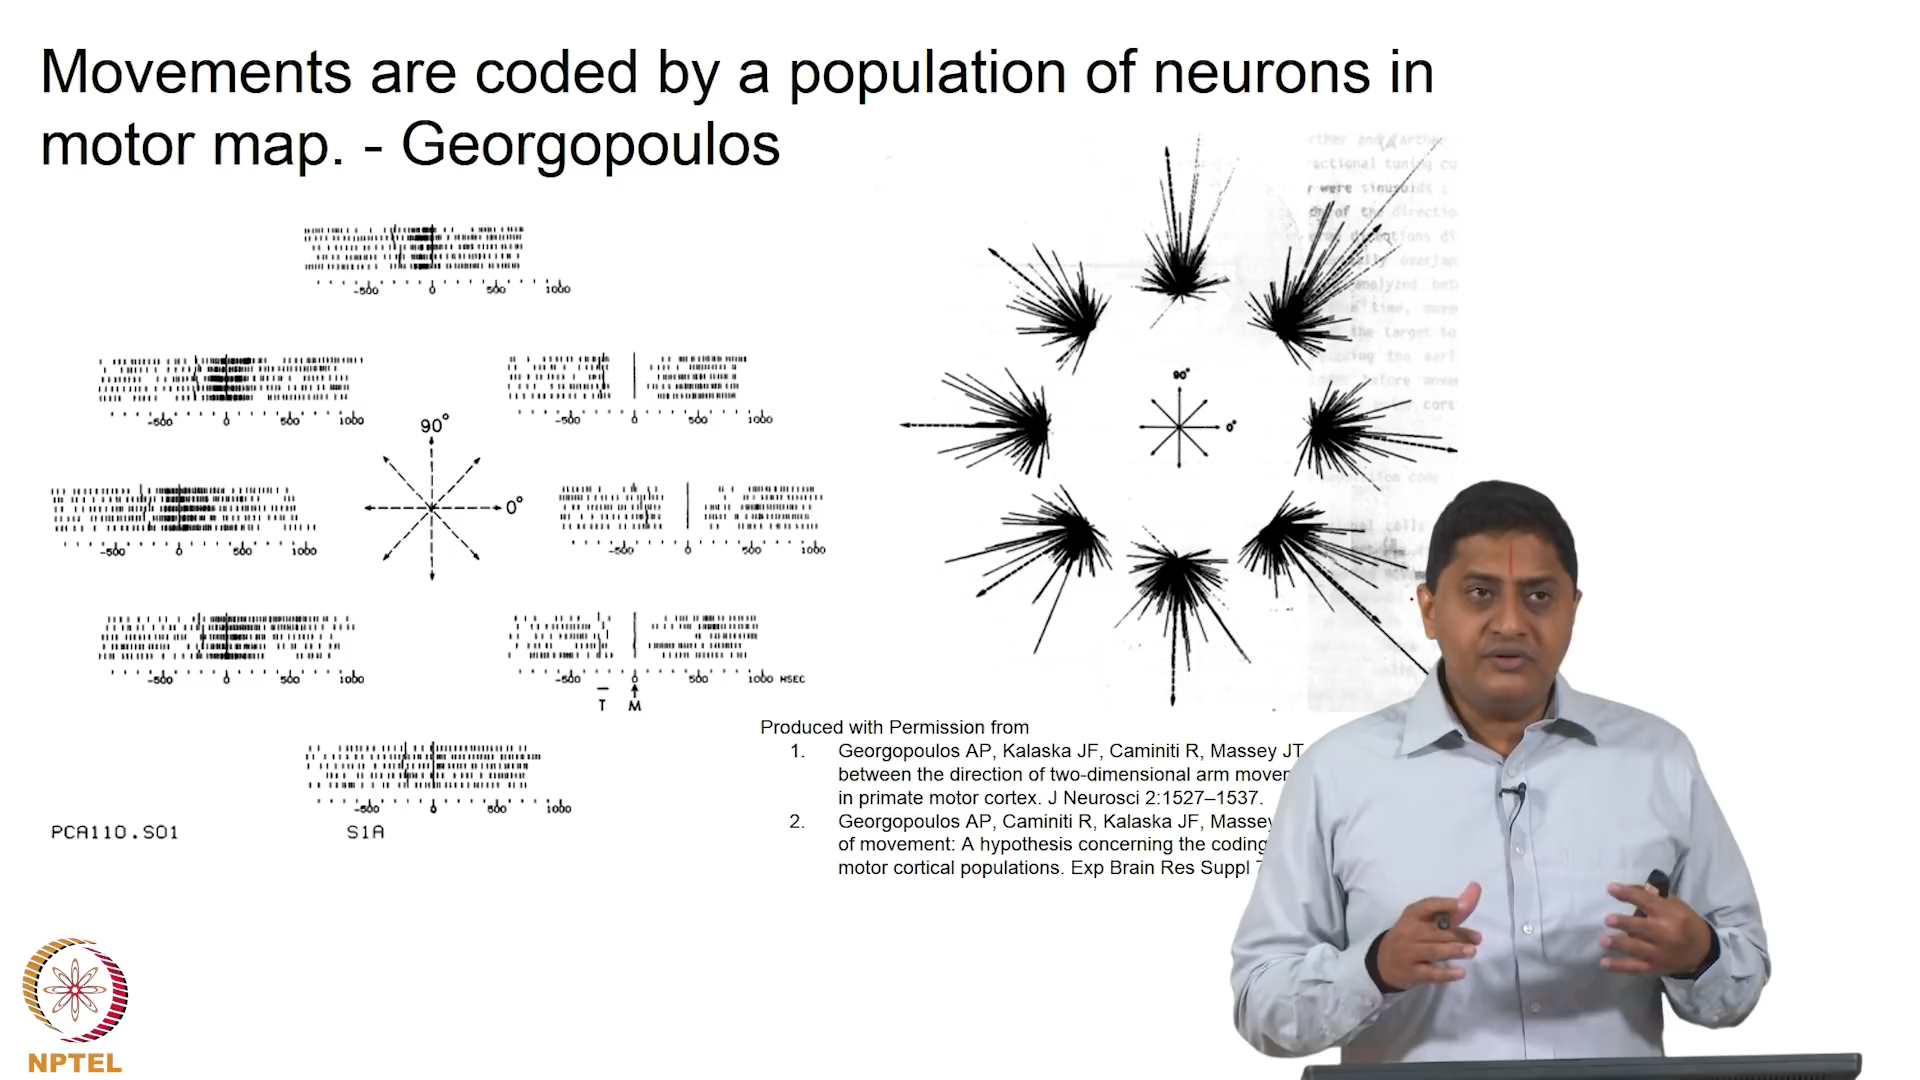 Movements are coded by a population of neurons in
motor map. - Georgopoulos
-500 0 500 1000
-500 0 500 1000
-500 0 500 1000
90°
0°
-500 0 500 1000
-500 0 500 1000
-500 0 500 1000
-500 0 500 1000 MSEC
T M
-500 0 500 1000
PCA110.S01 S1A
90°
0°
Produced with Permission from
1. Georgopoulos AP, Kalaska JF, Caminiti R, Massey JT
between the direction of two-dimensional arm
in primate motor cortex. J Neurosci 2:1527–1537.
2. Georgopoulos AP, Caminiti R, Kalaska JF, Massey
of movement: A hypothesis concerning the coding
motor cortical populations. Exp Brain Res Suppl
NPTEL